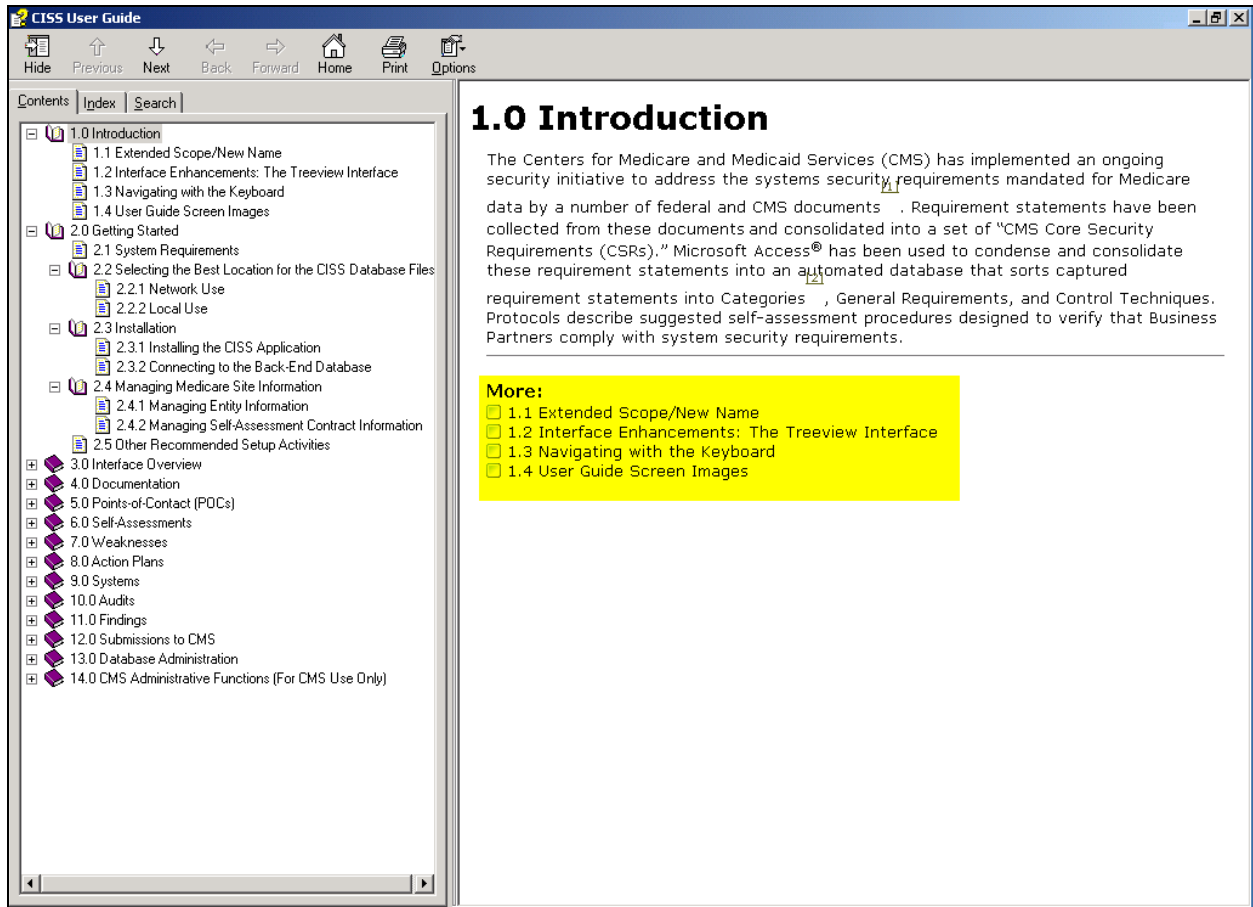 CISS User Guide
Hide Previous Next Back Forward Home Print Options
Contents Index Search
1.0 Introduction
1.1 Extended Scope/New Name
1.2 Interface Enhancements: The Treeview Interface
1.3 Navigating with the Keyboard
1.4 User Guide Screen Images
2.0 Getting Started
2.1 System Requirements
2.2 Selecting the Best Location for the CISS Database Files
2.2.1 Network Use
2.2.2 Local Use
2.3 Installation
2.3.1 Installing the CISS Application
2.3.2 Connecting to the Back-End Database
2.4 Managing Medicare Site Information
2.4.1 Managing Entity Information
2.4.2 Managing Self-Assessment Contract Information
2.5 Other Recommended Setup Activities
3.0 Interface Overview
4.0 Documentation
5.0 Points-of-Contact (POCs)
6.0 Self-Assessments
7.0 Weaknesses
8.0 Action Plans
9.0 Systems
10.0 Audits
11.0 Findings
12.0 Submissions to CMS
13.0 Database Administration
14.0 CMS Administrative Functions (For CMS Use Only)
1.0 Introduction
The Centers for Medicare and Medicaid Services (CMS) has implemented an ongoing
security initiative to address the systems security requirements mandated for Medicare
data by a number of federal and CMS documents[1]. Requirement statements have been
collected from these documents and consolidated into a set of “CMS Core Security
Requirements (CSRs).” Microsoft Access® has been used to condense and consolidate
these requirement statements into an automated database that sorts captured
requirement statements into Categories[2], General Requirements, and Control Techniques.
Protocols describe suggested self-assessment procedures designed to verify that Business
Partners comply with system security requirements.
More:
1.1 Extended Scope/New Name
1.2 Interface Enhancements: The Treeview Interface
1.3 Navigating with the Keyboard
1.4 User Guide Screen Images